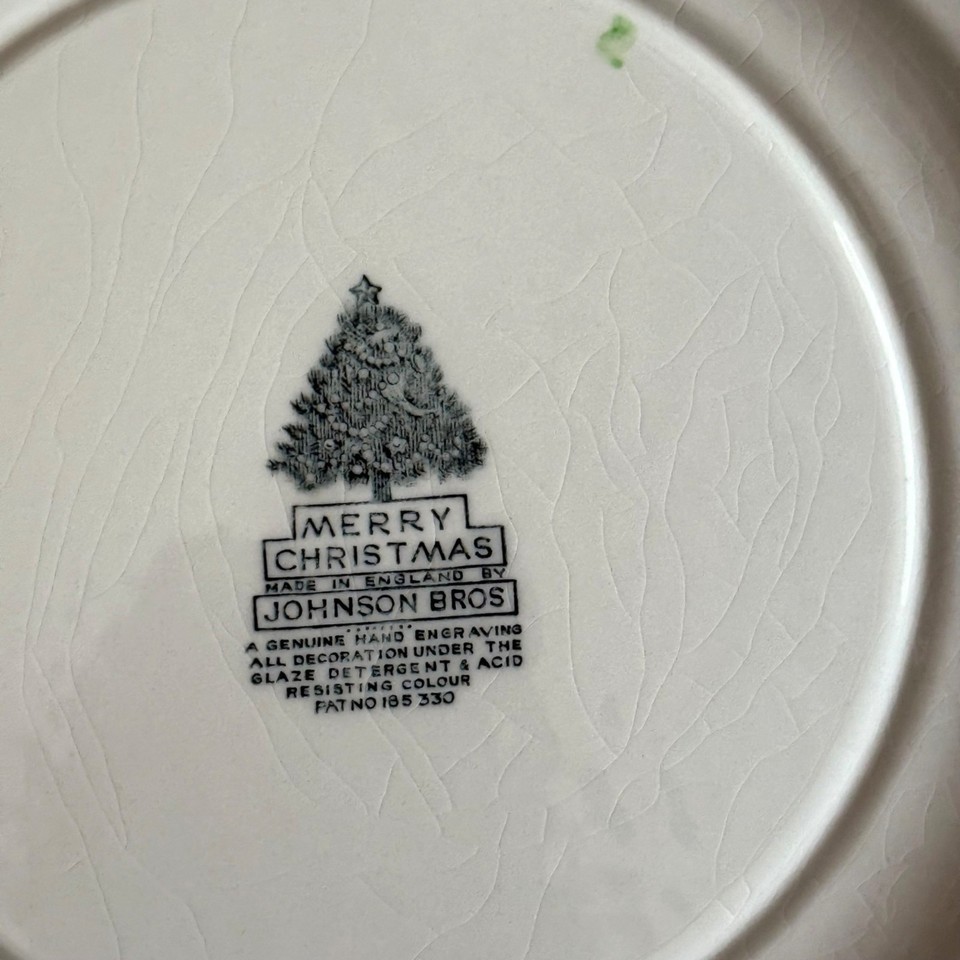 MERRY
CHRISTMAS
MADE IN ENGLAND BY
JOHNSON BROS
A GENUINE HAND ENGRAVING
ALL DECORATION UNDER THE
GLAZE DETERGENT & ACID
RESISTING COLOUR
PAT NO 185 330